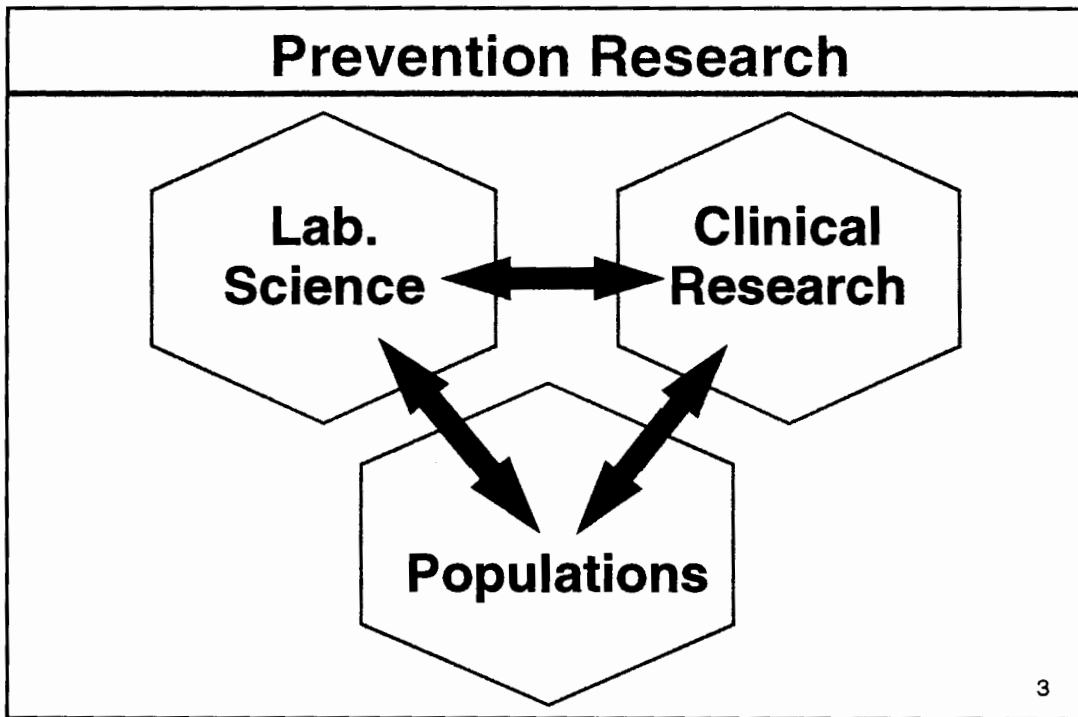 Prevention Research
Lab.
Science
Clinical
Research
Populations
3